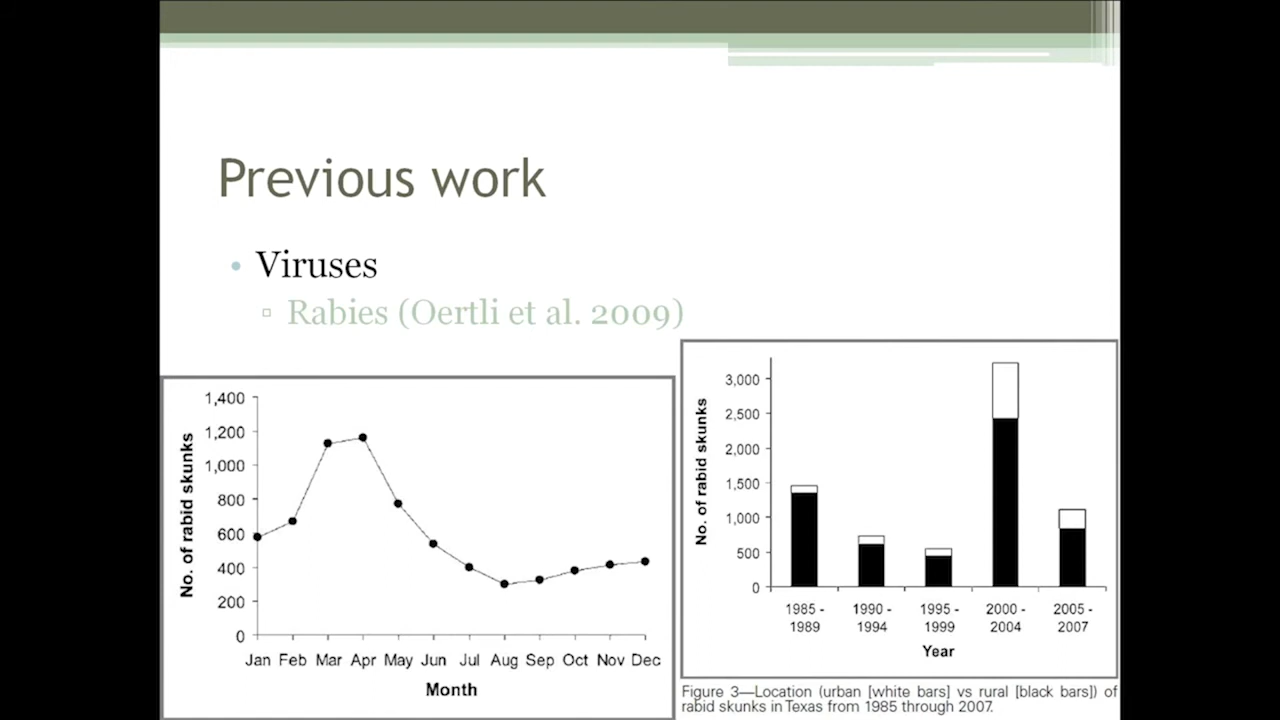 Previous work
• Viruses
▫ Rabies (Oertli et al. 2009)
No. of rabid skunks
1,400
1,200
1,000
800
600
400
200
0
Jan Feb Mar Apr May Jun Jul Aug Sep Oct Nov Dec
Month
No. of rabid skunks
3,000
2,500
2,000
1,500
1,000
500
0
1985 - 1990 - 1995 - 2000 - 2005 -
1989 1994 1999 2004 2007
Year
Figure 3—Location (urban [white bars] vs rural [black bars]) of
rabid skunks in Texas from 1985 through 2007.